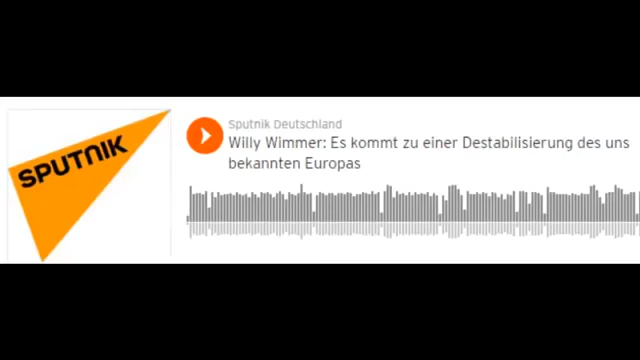 SPUTNIK
Sputnik Deutschland
Willy Wimmer: Es kommt zu einer Destabilisierung des uns
bekannten Europas